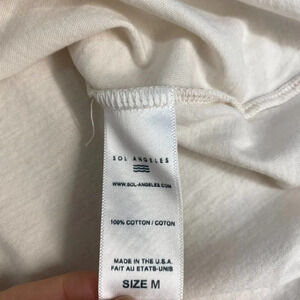 SOL ANGELES
WWW.SOL-ANGELES.COM
100% COTTON / COTON
MADE IN THE U.S.A.
FAIT AU ETATS-UNIS
SIZE M